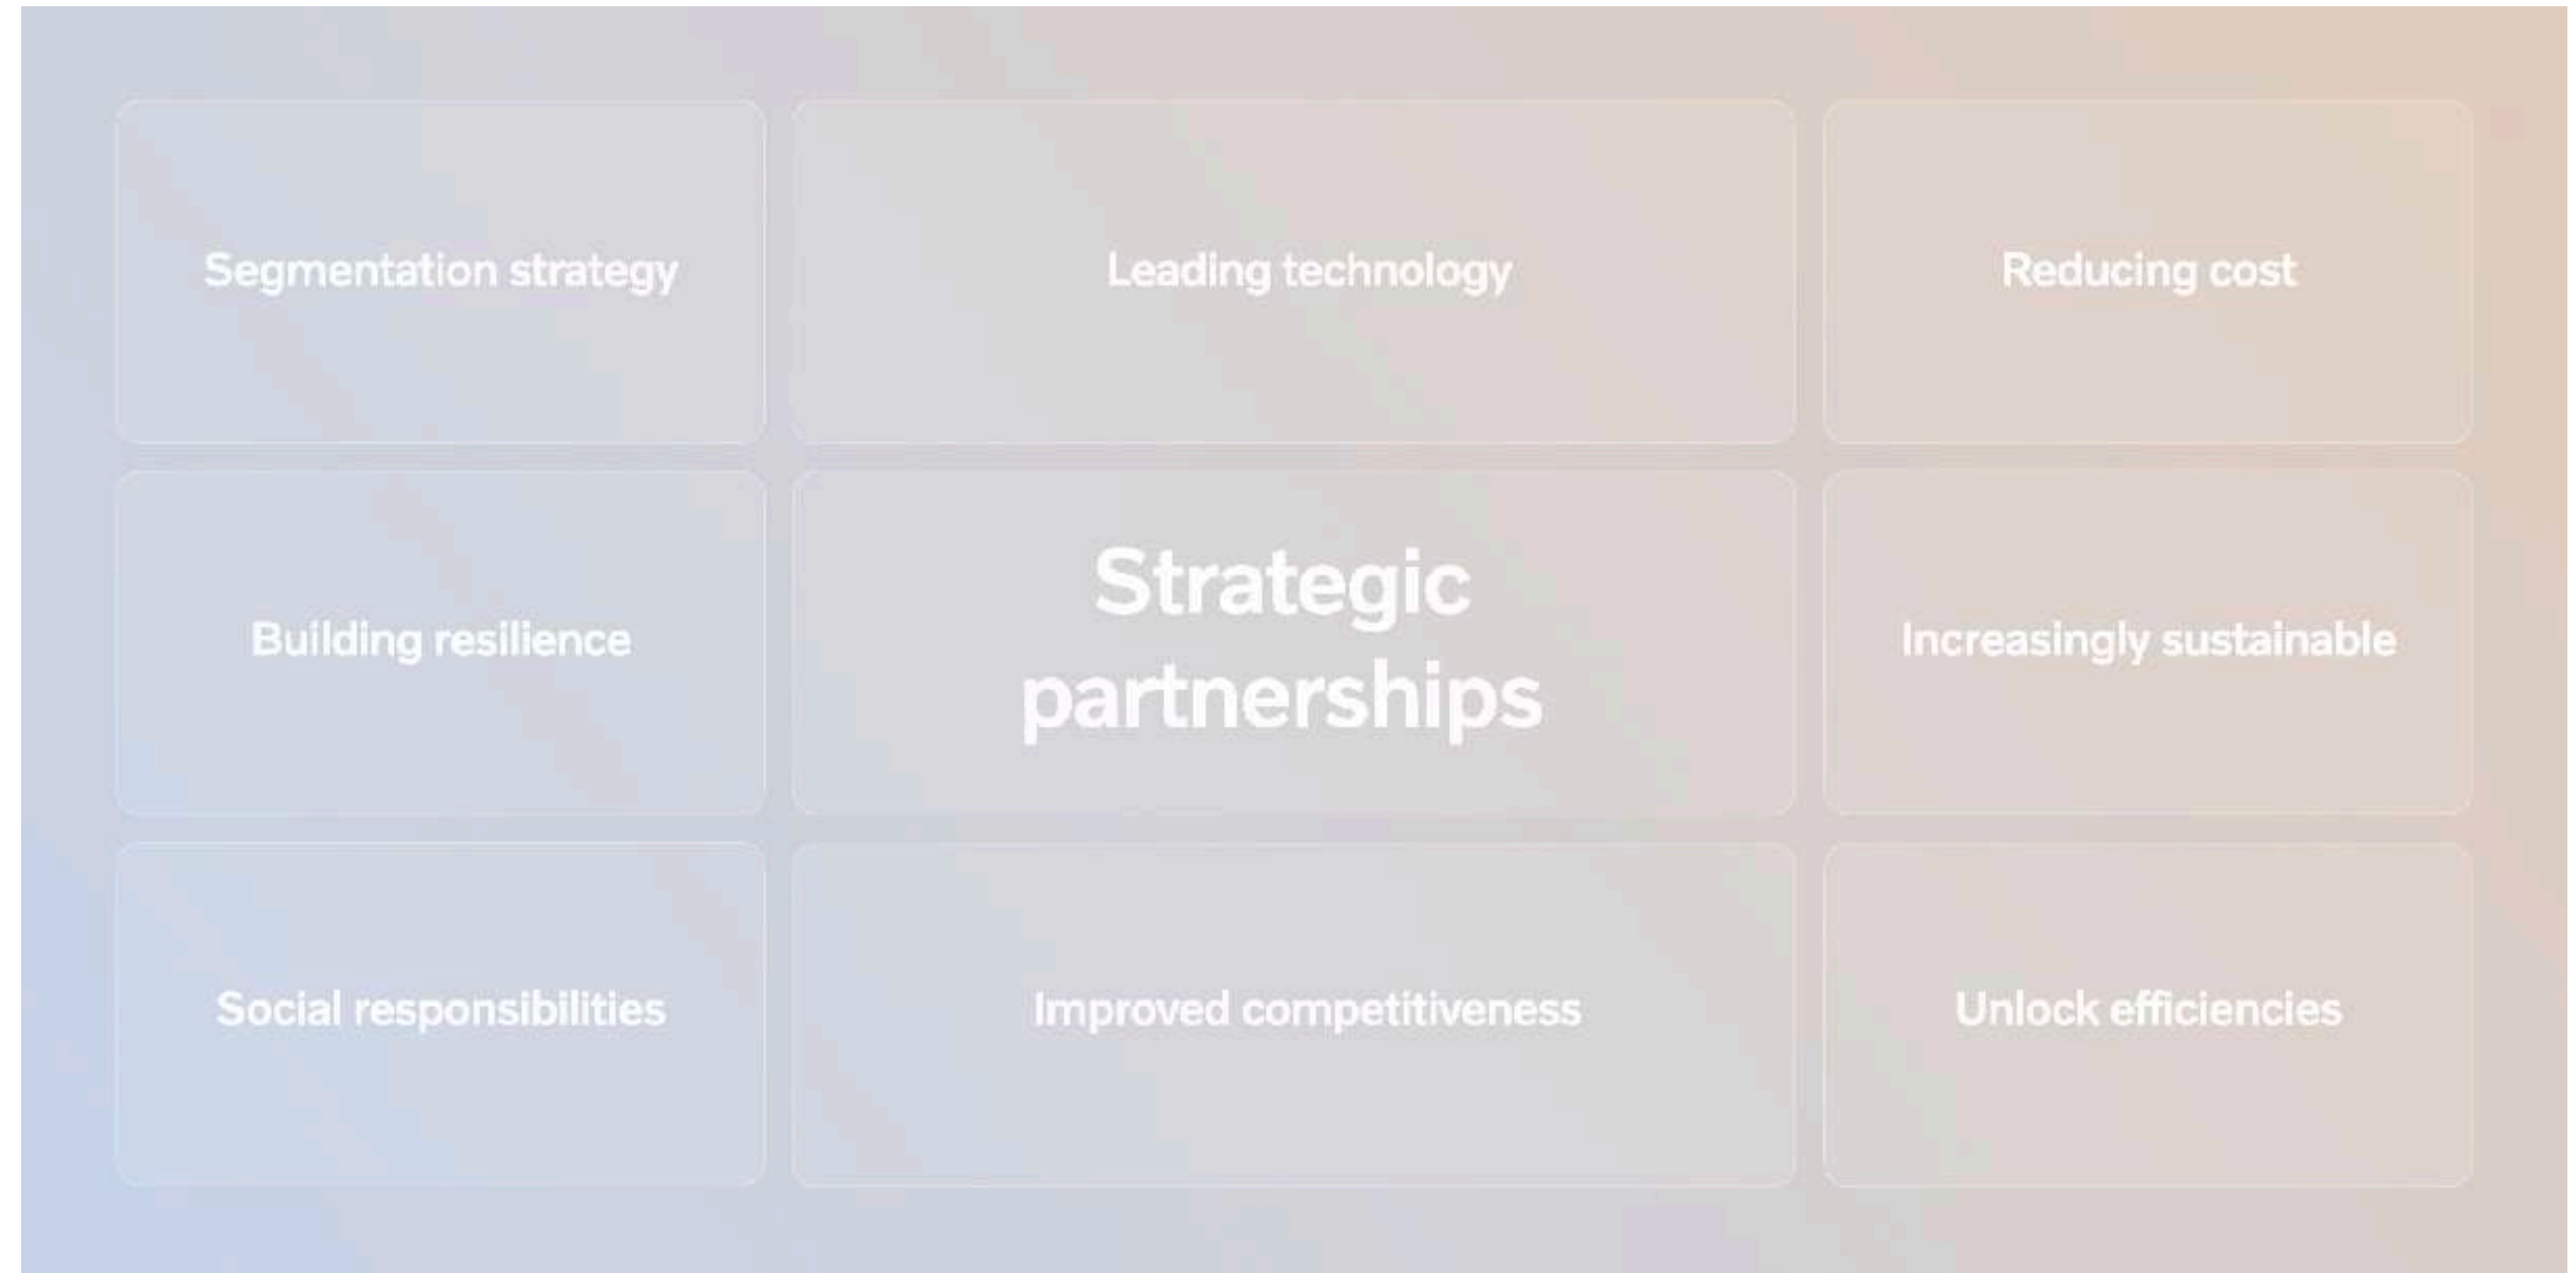 Segmentation strategy
Leading technology
Reducing cost
Building resilience
Strategic
partnerships
Increasingly sustainable
Social responsibilities
Improved competitiveness
Unlock efficiencies